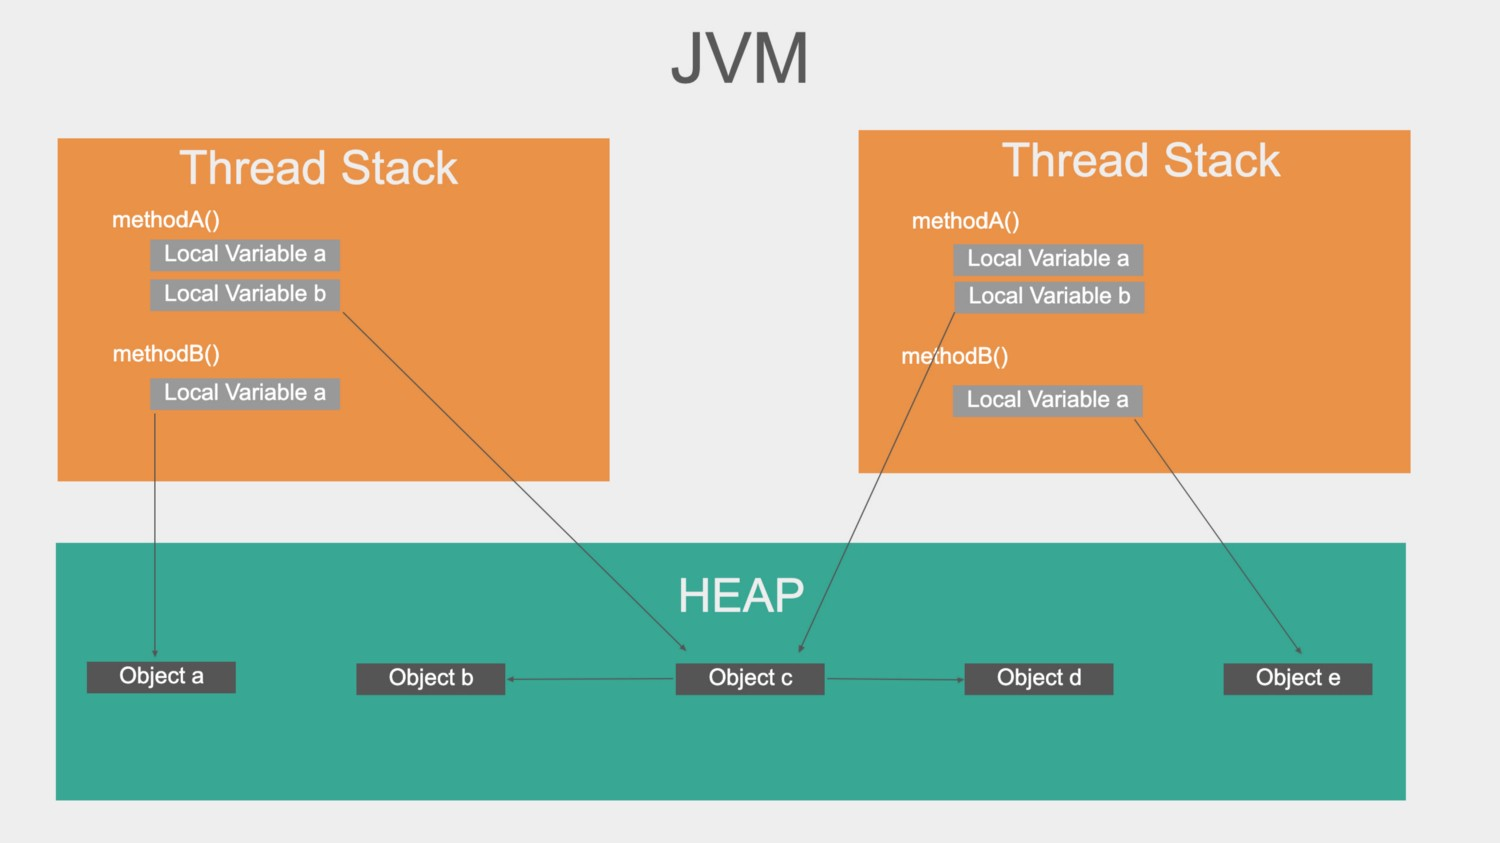 JVM
Thread Stack
methodA()
Local Variable a
Local Variable b
methodB()
Local Variable a
Thread Stack
methodA()
Local Variable a
Local Variable b
methodB()
Local Variable a
HEAP
Object a
Object b
Object c
Object d
Object e